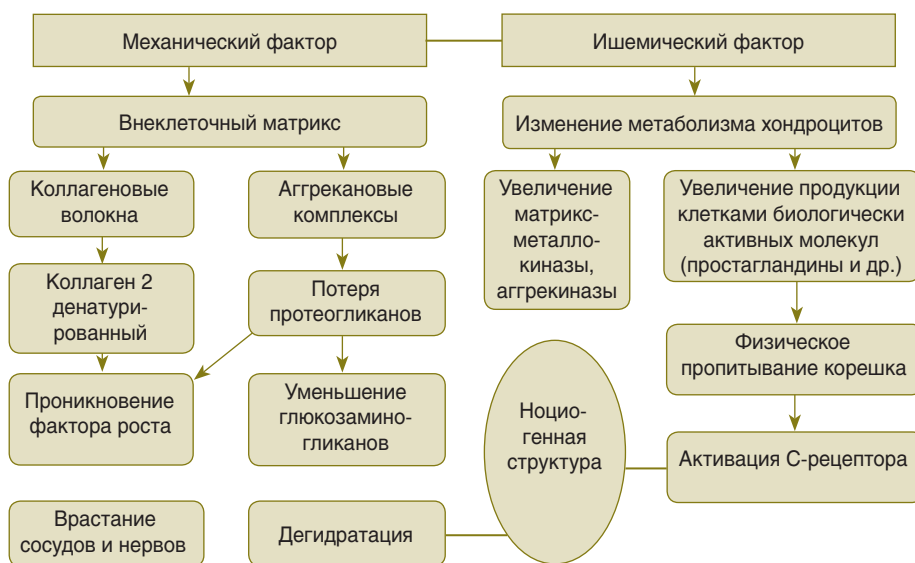 Механический фактор
Ишемический фактор
Внеклеточный матрикс
Изменение метаболизма хондроцитов
Коллагеновые
волокна
Аггрекановые
комплексы
Увеличение
матрикс-
металло-
киназы,
аггрекиназы
Увеличение продукции
клетками биологически
активных молекул
(простагландины и др.)
Коллаген 2
денатури-
рованный
Потеря
протеогликанов
Физическое
пропитывание корешка
Проникновение
фактора роста
Уменьшение
глюкозамино-
гликанов
Ноцио-
генная
структура
Активация С-рецептора
Врастание
сосудов и нервов
Дегидратация